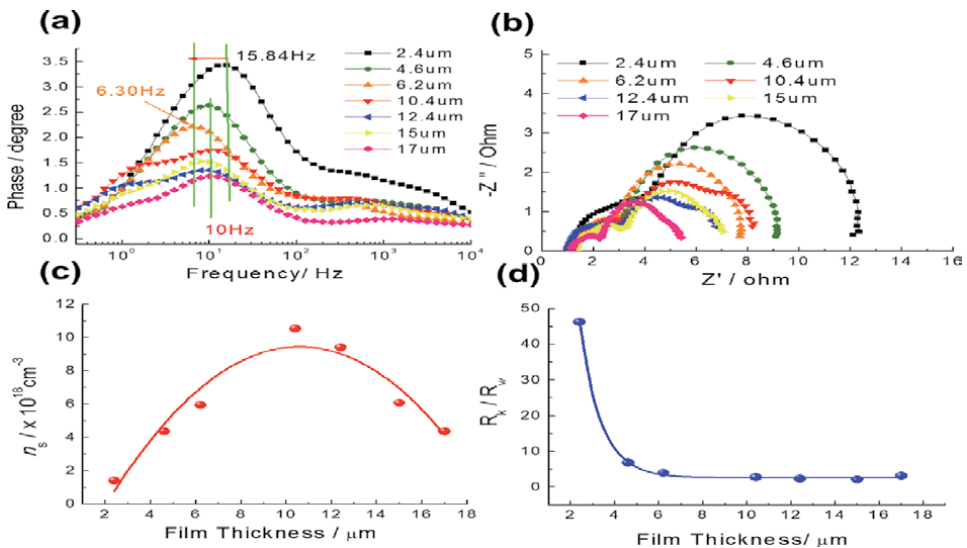 (a)
Phase / degree
3.5
3.0
2.5
2.0
1.5
1.0
0.5
0.0
15.84Hz
6.30Hz
10Hz
2.4um
4.6um
6.2um
10.4um
12.4um
15um
17um
10⁰ 10¹ 10² 10³ 10⁴
Frequency/ Hz
(b)
-Z" / Ohm
5
4
3
2
1
0
2.4um 4.6um
6.2um 10.4um
12.4um 15um
17um
0 2 4 6 8 10 12 14 16
Z' / ohm
(c)
nₛ / x 10¹⁸ cm⁻³
12
10
8
6
4
2
0
2 4 6 8 10 12 14 16 18
Film Thickness / μm
(d)
Rₖ / R_w
50
40
30
20
10
0
2 4 6 8 10 12 14 16 18
Film Thickness/ μm